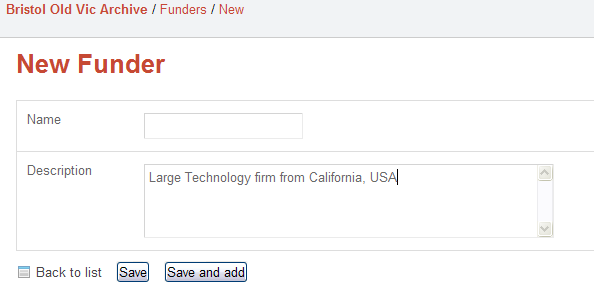 Bristol Old Vic Archive / Funders / New
New Funder
Name
Description
Large Technology firm from California, USA
Back to list Save Save and add